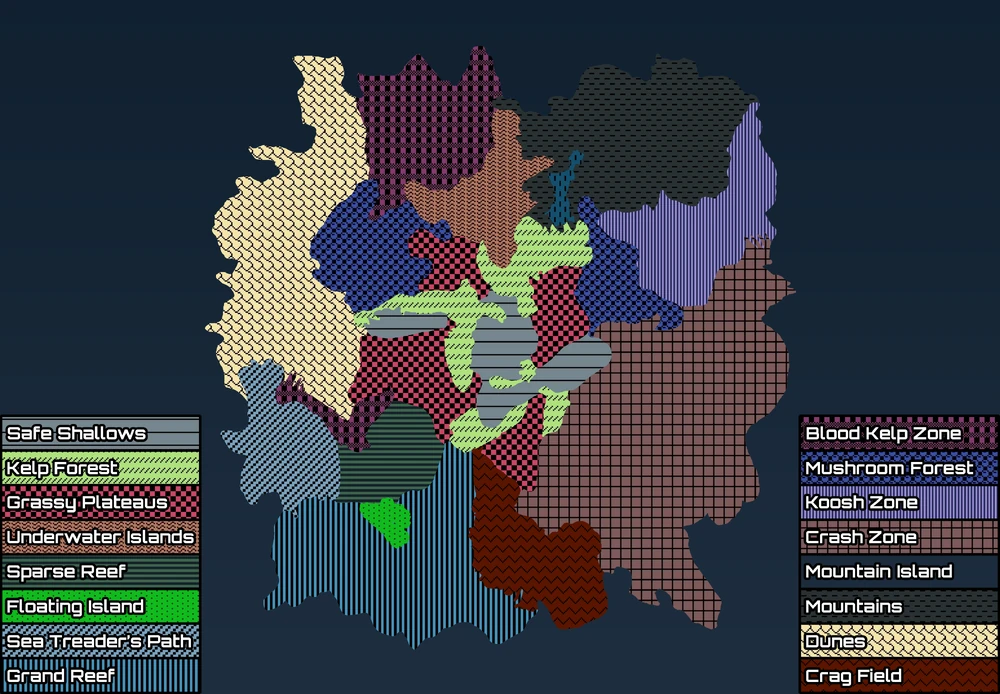 Safe Shallows
Kelp Forest
Grassy Plateaus
Underwater Islands
Sparse Reef
Floating Island
Sea Treader's Path
Grand Reef
Blood Kelp Zone
Mushroom Forest
Koosh Zone
Crash Zone
Mountain Island
Mountains
Dunes
Crag Field